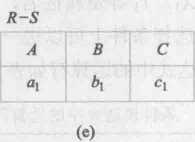 R-S
A B C
a₁ b₁ c₁
(e)